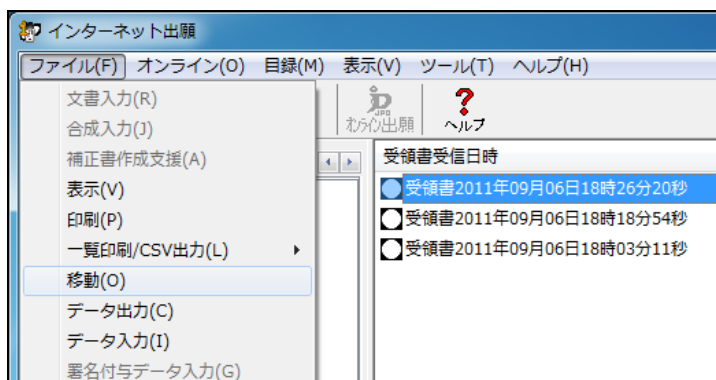 インターネット出願
ファイル(F) オンライン(O) 目録(M) 表示(V) ツール(T) ヘルプ(H)
文書入力(R)
合成入力(J)
補正書作成支援(A)
表示(V)
印刷(P)
一覧印刷/CSV出力(L)
移動(O)
データ出力(C)
データ入力(I)
署名付与データ入力(G)
JPO
オンライン出願
ヘルプ
受領書受信日時
受領書2011年09月06日18時26分20秒
受領書2011年09月06日18時18分54秒
受領書2011年09月06日18時03分11秒